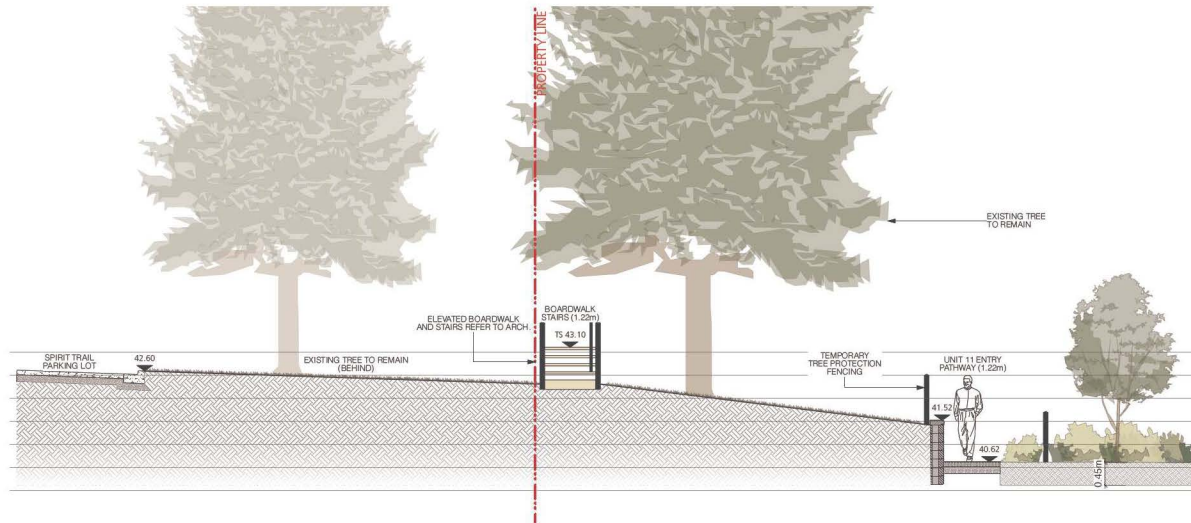 PROPERTY LINE
EXISTING TREE
TO REMAIN
ELEVATED BOARDWALK
AND STAIRS REFER TO ARCH.
BOARDWALK
STAIRS (1.22m)
TS 43.10
SPIRIT TRAIL
PARKING LOT
42.60
EXISTING TREE TO REMAIN
(BEHIND)
TEMPORARY
TREE PROTECTION
FENCING
UNIT 11 ENTRY
PATHWAY (1.22m)
41.52
40.62
0.45m